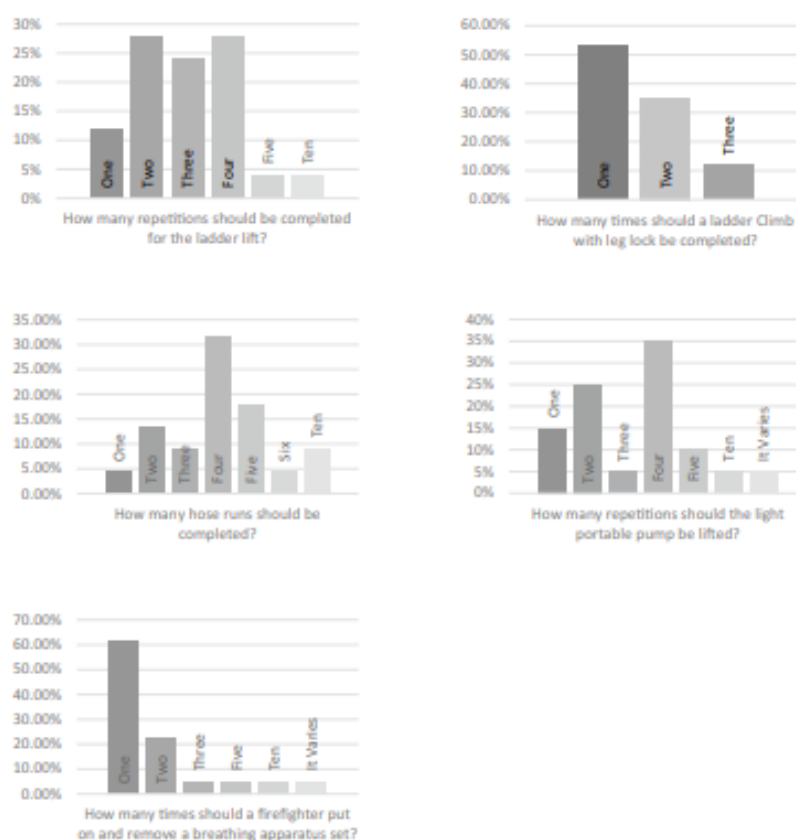 30%
25%
20%
15%
10%
5%
0%
One
Two
Three
Four
Five
Ten
How many repetitions should be completed
for the ladder lift?
60.00%
50.00%
40.00%
30.00%
20.00%
10.00%
0.00%
One
Two
Three
How many times should a ladder Climb
with leg lock be completed?
35.00%
30.00%
25.00%
20.00%
15.00%
10.00%
5.00%
0.00%
One
Two
Three
Four
Five
Six
Ten
How many hose runs should be
completed?
40%
35%
30%
25%
20%
15%
10%
5%
0%
One
Two
Three
Four
Five
Ten
It Varies
How many repetitions should the light
portable pump be lifted?
70.00%
60.00%
50.00%
40.00%
30.00%
20.00%
10.00%
0.00%
One
Two
Three
Five
Ten
It Varies
How many times should a firefighter put
on and remove a breathing apparatus set?